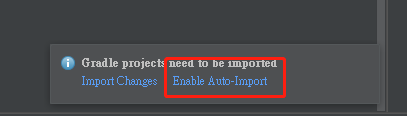 Gradle projects need to be imported
Import Changes Enable Auto-Import